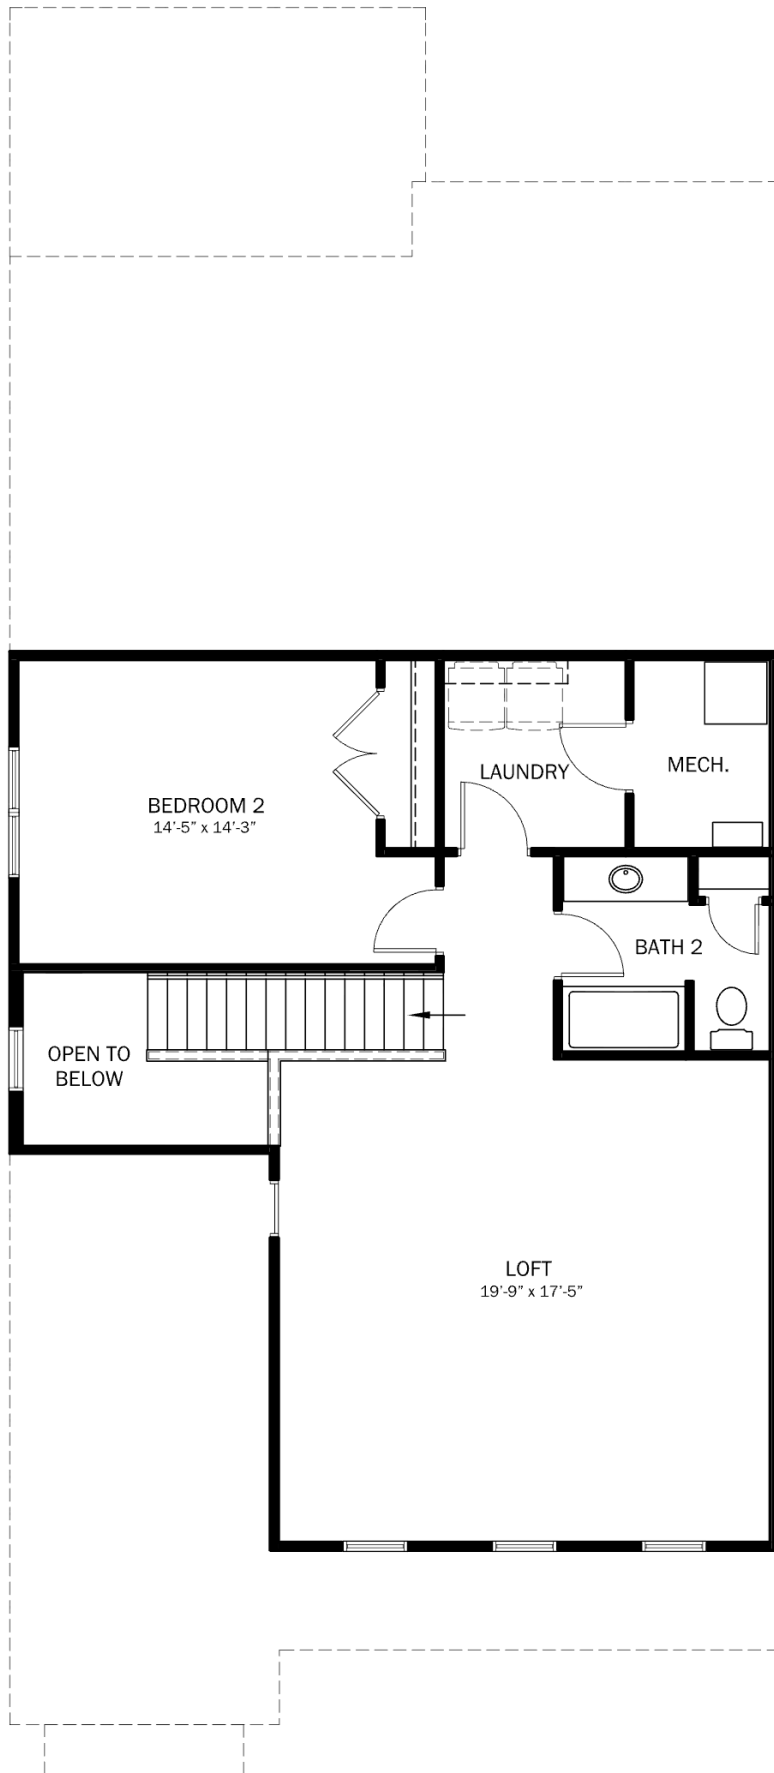 LAUNDRY
MECH.
BEDROOM 2
14’-5” x 14’-3”
BATH 2
OPEN TO
BELOW
LOFT
19’-9” x 17’-5”